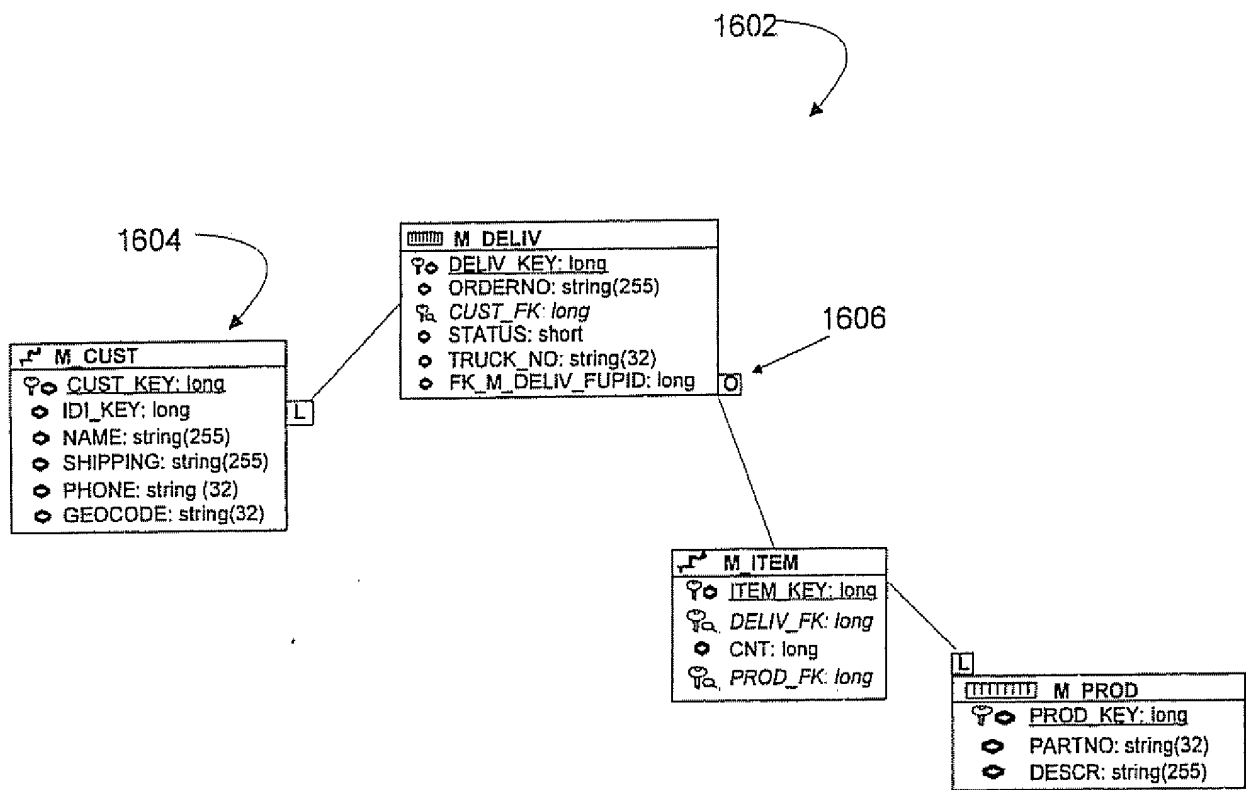 1602
1604
M_DELIV
DELIV_KEY: long
ORDERNO: string(255)
CUST_FK: long
STATUS: short
TRUCK_NO: string(32)
FK_M_DELIV_FUPID: long
O
1606
M_CUST
CUST_KEY: long
IDI_KEY: long
NAME: string(255)
SHIPPING: string(255)
PHONE: string (32)
GEOCODE: string(32)
L
M_ITEM
ITEM_KEY: long
DELIV_FK: long
CNT: long
PROD_FK: long
L
M_PROD
PROD_KEY: long
PARTNO: string(32)
DESCR: string(255)